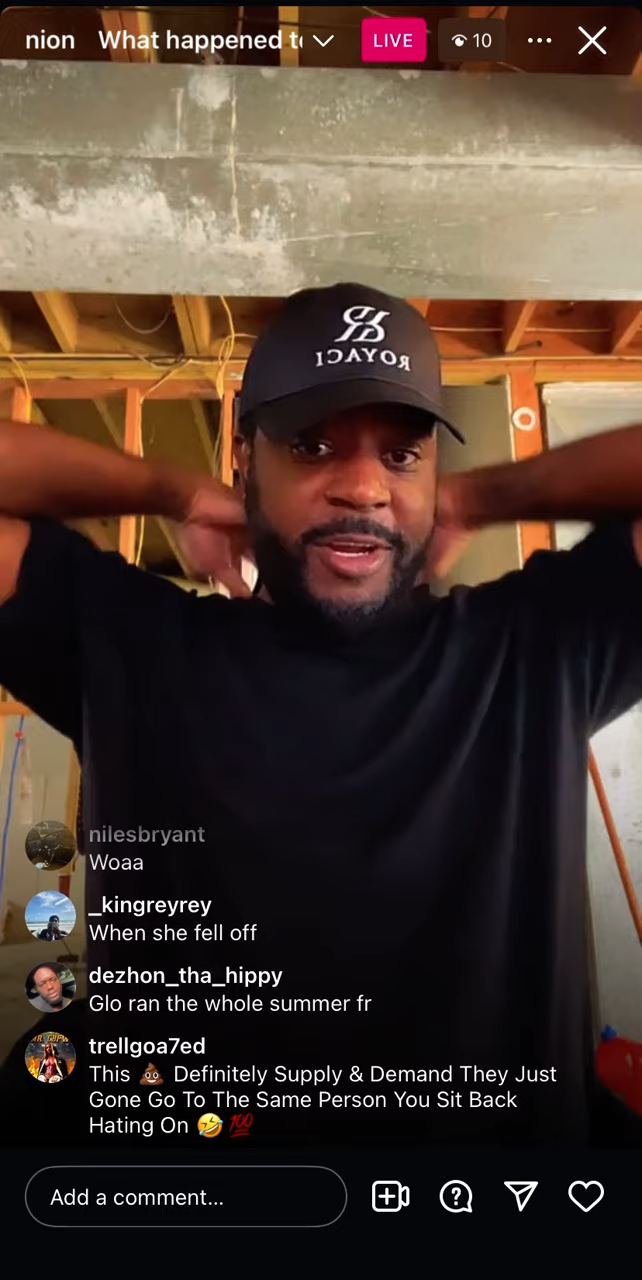 nion What happened t
LIVE
10
ROYACI
nilesbryant
Woaa
_kingreyrey
When she fell off
dezhon_tha_hippy
Glo ran the whole summer fr
trellgoa7ed
This 💩 Definitely Supply & Demand They Just
Gone Go To The Same Person You Sit Back
Hating On 🤣 💯
Add a comment...